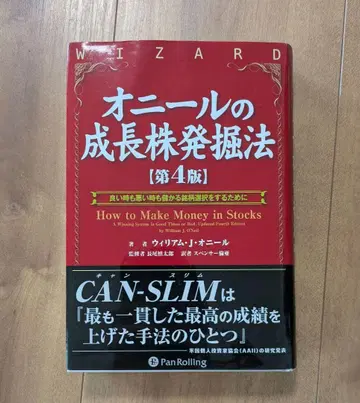 WIZARD
オニールの
成長株発掘法
【第4版】
良い時も悪い時も儲かる銘柄選択をするために
How to Make Money in Stocks
A Winning System in Good Times or Bad, Updated Fourth Edition
by William J. O'Neil
著者 ウィリアム・J・オニール
監修者 長尾慎太郎 訳者 スペンサー倫亜
キャン スリム
CAN-SLIMは
『最も一貫した最高の成績を
上げた手法のひとつ』
米国個人投資家協会(AAII)の研究発表
PanRolling